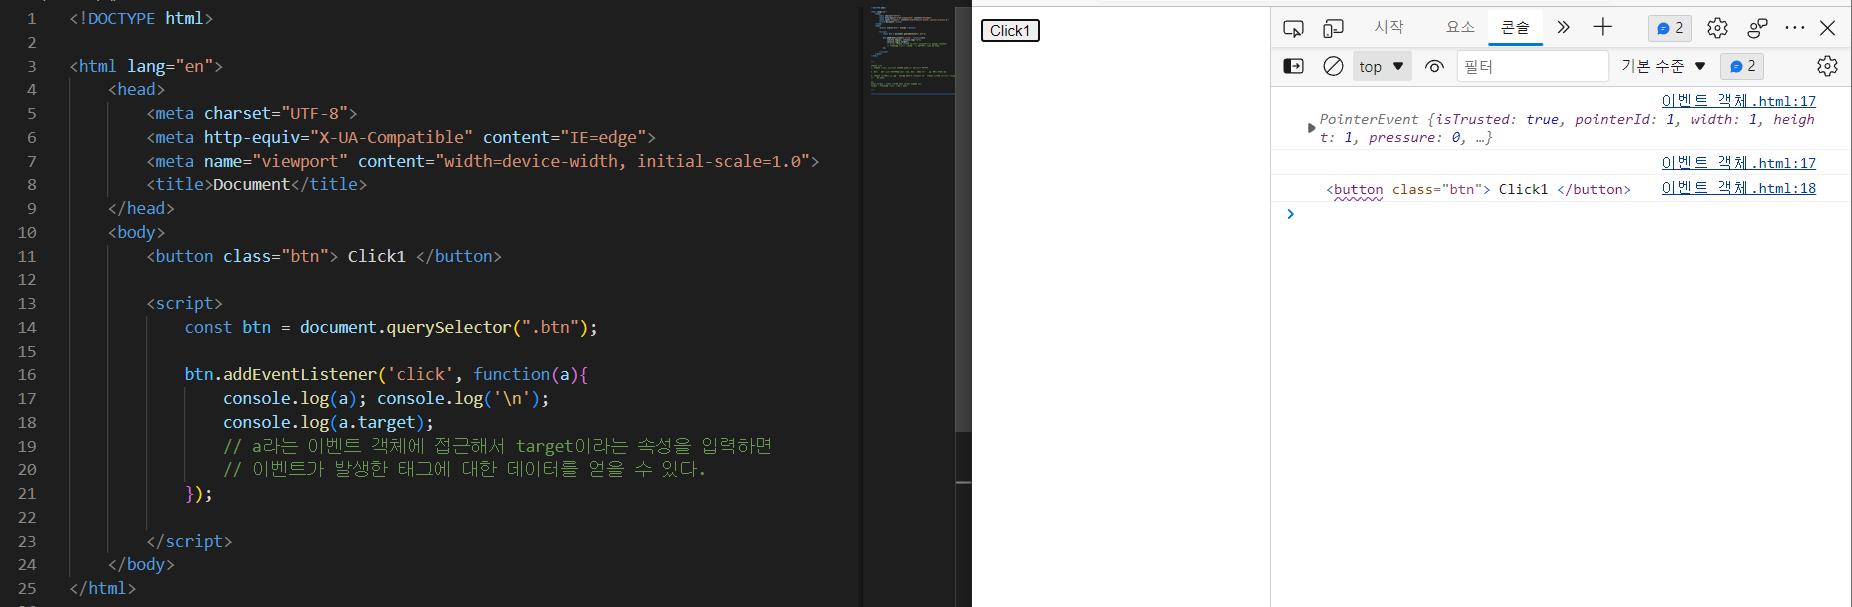 1 <!DOCTYPE html>
2
3 <html lang="en">
4 <head>
5 <meta charset="UTF-8">
6 <meta http-equiv="X-UA-Compatible" content="IE=edge">
7 <meta name="viewport" content="width=device-width, initial-scale=1.0">
8 <title>Document</title>
9 </head>
10 <body>
11 <button class="btn"> Click1 </button>
12
13 <script>
14 const btn = document.querySelector(".btn");
15
16 btn.addEventListener('click', function(a){
17 console.log(a); console.log('\n');
18 console.log(a.target);
19 // a라는 이벤트 객체에 접근해서 target이라는 속성을 입력하면
20 // 이벤트가 발생한 태그에 대한 데이터를 얻을 수 있다.
21 });
22
23 </script>
24 </body>
25 </html>
Click1
시작 요소 콘솔 2
top 필터 기본 수준 2
이벤트 객체.html:17
PointerEvent {isTrusted: true, pointerId: 1, width: 1, heigh
t: 1, pressure: 0, …}
이벤트 객체.html:17
<button class="btn"> Click1 </button> 이벤트 객체.html:18